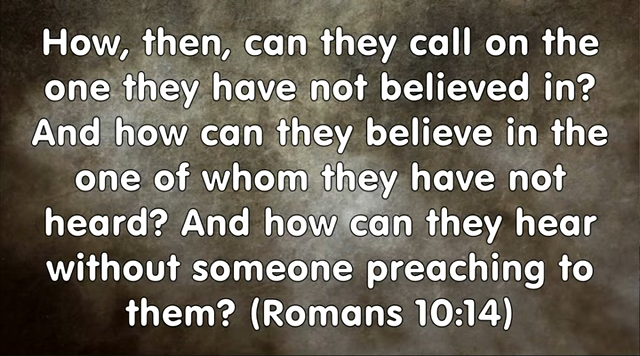 How, then, can they call on the
one they have not believed in?
And how can they believe in the
one of whom they have not
heard? And how can they hear
without someone preaching to
them? (Romans 10:14)